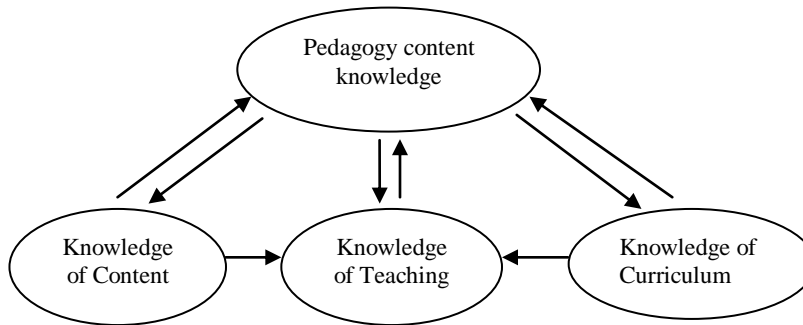 Pedagogy content
knowledge
Knowledge
of Content
Knowledge
of Teaching
Knowledge of
Curriculum